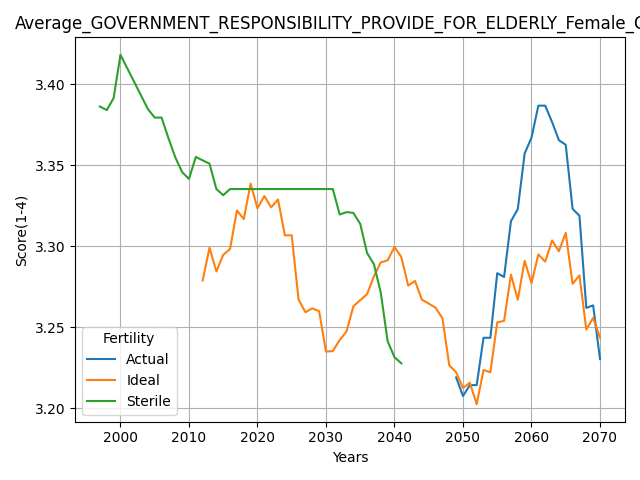 Average_GOVERNMENT_RESPONSIBILITY_PROVIDE_FOR_ELDERLY_Female_
Score(1-4)
3.40
3.35
3.30
3.25
3.20
Fertility
Actual
Ideal
Sterile
2000 2010 2020 2030 2040 2050 2060 2070
Years